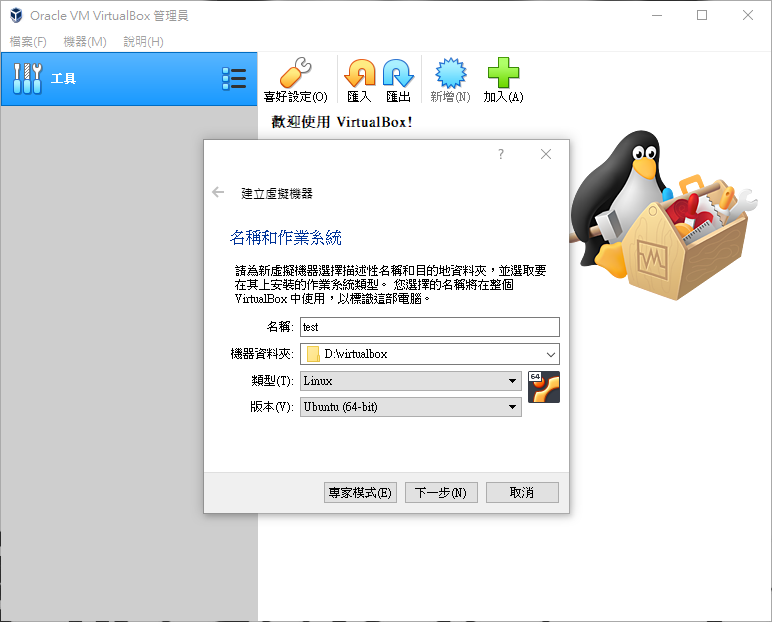 Oracle VM VirtualBox 管理員
檔案(F) 機器(M) 說明(H)
工具
喜好設定(O) 匯入 匯出 新增(N) 加入(A)
歡迎使用 VirtualBox!
?
建立虛擬機器
名稱和作業系統
請為新虛擬機器選擇描述性名稱和目的地資料夾，並選取要
在其上安裝的作業系統類型。 您選擇的名稱將在整個
VirtualBox 中使用，以標識這部電腦。
名稱: test
機器資料夾: D:\virtualbox
類型(T): Linux
64
版本(V): Ubuntu (64-bit)
專家模式(E) 下一步(N) 取消